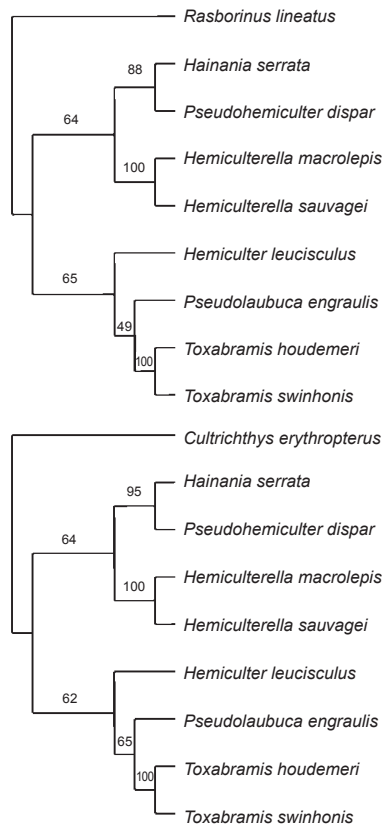 Rasborinus lineatus
88
Hainania serrata
Pseudohemiculter dispar
64
100
Hemiculterella macrolepis
Hemiculterella sauvagei
Hemiculter leucisculus
65
Pseudolaubuca engraulis
49
Toxabramis houdemeri
100
Toxabramis swinhonis
Cultrichthys erythropterus
95
Hainania serrata
Pseudohemiculter dispar
64
100
Hemiculterella macrolepis
Hemiculterella sauvagei
Hemiculter leucisculus
62
Pseudolaubuca engraulis
65
Toxabramis houdemeri
100
Toxabramis swinhonis